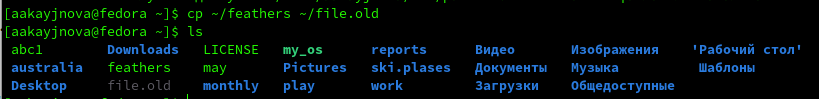 [aakayjnova@fedora ~]$ cp ~/feathers ~/file.old
[aakayjnova@fedora ~]$ ls
abc1 Downloads LICENSE my_os reports Видео Изображения 'Рабочий стол'
australia feathers may Pictures ski.plases Документы Музыка Шаблоны
Desktop file.old monthly play work Загрузки Общедоступные